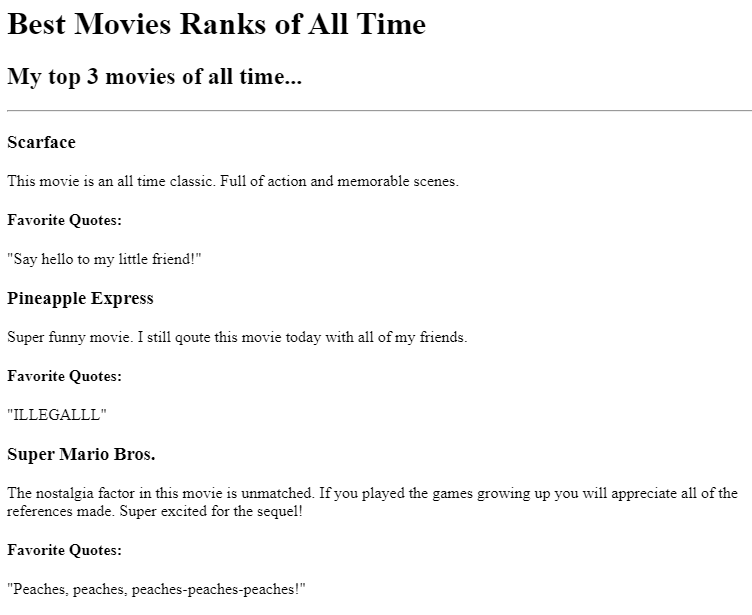 Best Movies Ranks of All Time
My top 3 movies of all time...
Scarface
This movie is an all time classic. Full of action and memorable scenes.
Favorite Quotes:
"Say hello to my little friend!"
Pineapple Express
Super funny movie. I still qoute this movie today with all of my friends.
Favorite Quotes:
"ILLEGALLL"
Super Mario Bros.
The nostalgia factor in this movie is unmatched. If you played the games growing up you will appreciate all of the
references made. Super excited for the sequel!
Favorite Quotes:
"Peaches, peaches, peaches-peaches-peaches!"